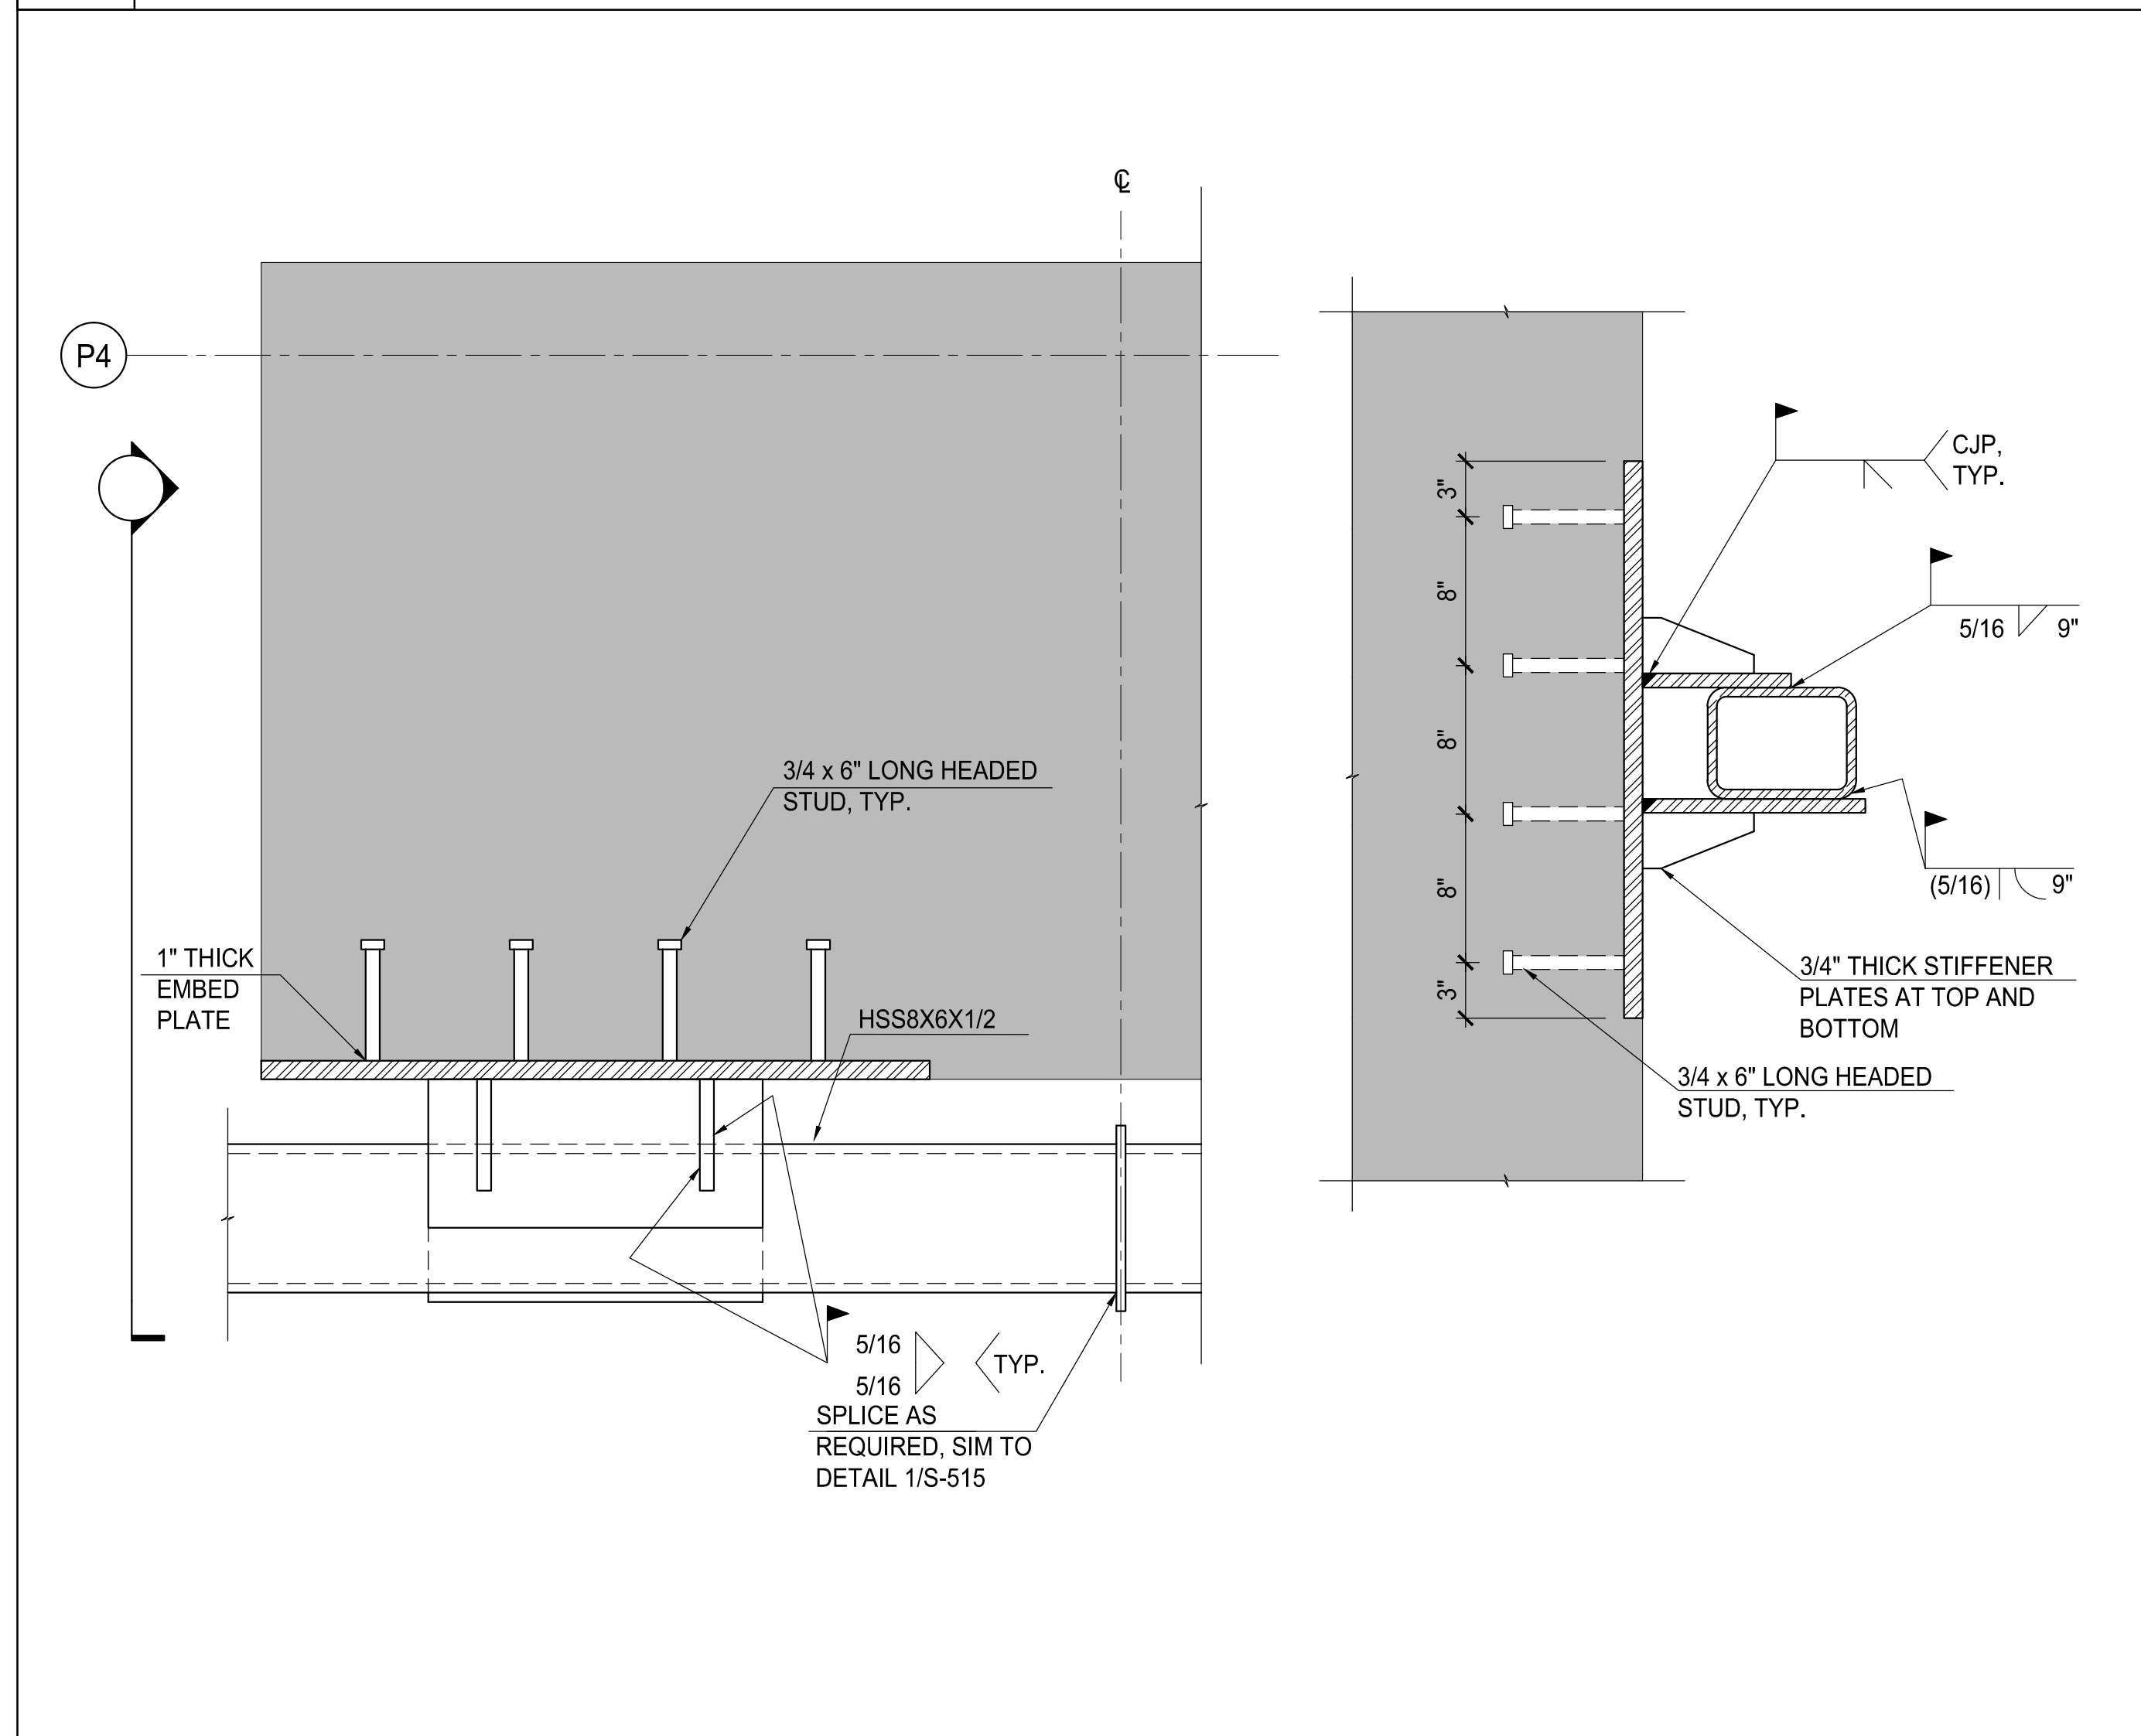 ℄
P4
3/4 x 6" LONG HEADED
STUD, TYP.
1" THICK
EMBED
PLATE
HSS8X6X1/2
5/16
5/16
TYP.
SPLICE AS
REQUIRED, SIM TO
DETAIL 1/S-515
3"
8"
8"
8"
3"
CJP,
TYP.
5/16 9"
(5/16) 9"
3/4" THICK STIFFENER
PLATES AT TOP AND
BOTTOM
3/4 x 6" LONG HEADED
STUD, TYP.